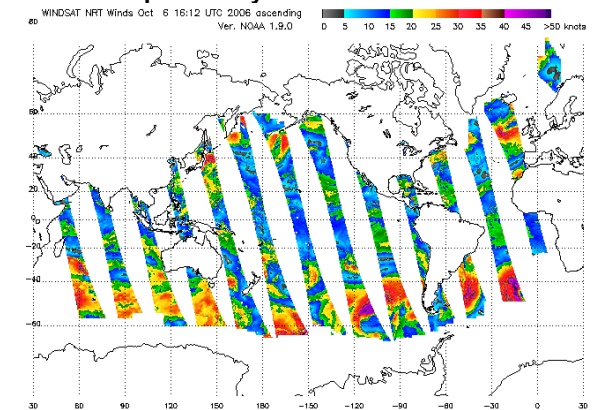 WINDSAT NRT Winds Oct 6 16:12 UTC 2006 ascending
Ver. NOAA 1.9.0
0 5 10 15 20 25 30 35 40 45 >50 knots
80
60
40
20
0
−20
−40
−60
30 60 90 120 150 180 −150 −120 −90 −60 −30 0 30